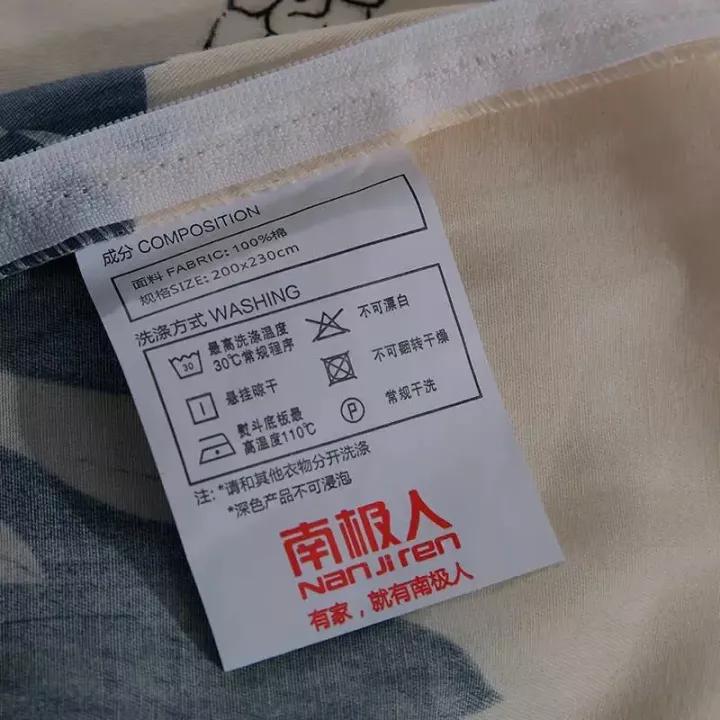 成分 COMPOSITION
面料 FABRIC: 100%棉
规格SIZE: 200x230cm
洗涤方式 WASHING
30
最高洗涤温度
30℃常规程序
不可漂白
悬挂晾干
不可翻转干燥
熨斗底板最
高温度110℃
P
常规干洗
注: *请和其他衣物分开洗涤
*深色产品不可浸泡
南极人
NanJiren
有家，就有南极人